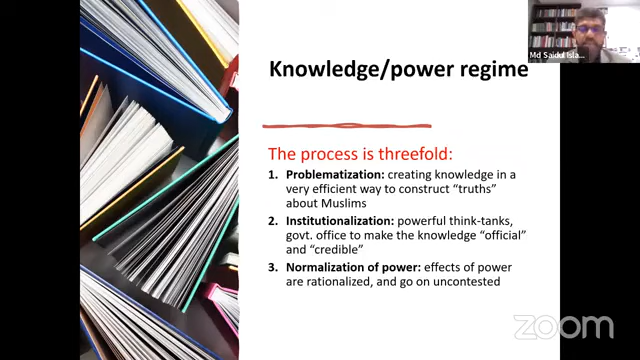 Md Saidul Isla...
Knowledge/power regime
The process is threefold:
1. Problematization: creating knowledge in a
very efficient way to construct “truths”
about Muslims
2. Institutionalization: powerful think-tanks,
govt. office to make the knowledge “official”
and “credible”
3. Normalization of power: effects of power
are rationalized, and go on uncontested
zoom